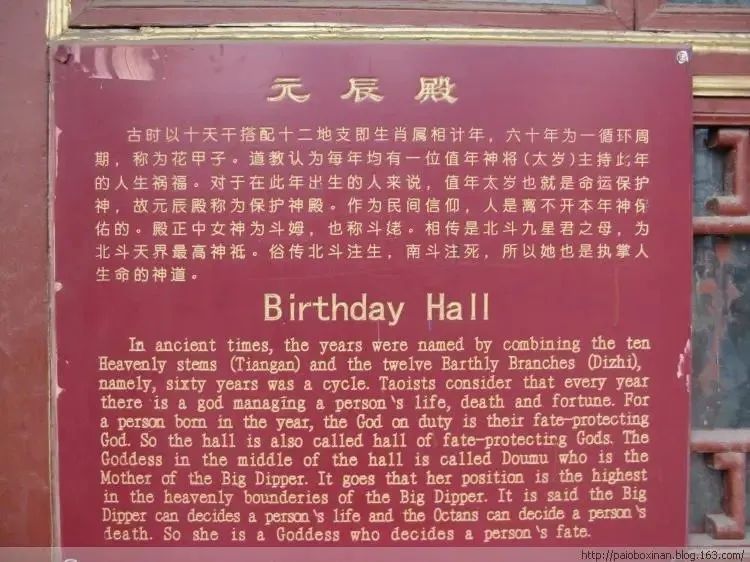 元辰殿
古时以十天干搭配十二地支即生肖属相计年，六十年为一循环周
期，称为花甲子。道教认为每年均有一位值年神将（太岁）主持此年
的人生祸福。对于在此年出生的人来说，值年太岁也就是命运保护
神，故元辰殿称为保护神殿。作为民间信仰，人是离不开本年神保
佑的。殿正中女神为斗姆，也称斗姥。相传是北斗九星君之母，为
北斗天界最高神祗。俗传北斗注生，南斗注死，所以她也是执掌人
生命的神道。
Birthday Hall
In ancient times, the years were named by combining the ten
Heavenly stems (Tiangan) and the twelve Earthly Branches (Dizhi),
namely, sixty years was a cycle. Taoists consider that every year
there is a god managing a person's life, death and fortune. For
a person born in the year, the God on duty is their fate-protecting
God. So the hall is also called hall of fate-protecting Gods. The
Goddess in the middle of the hall is called Doumu who is the
Mother of the Big Dipper. It goes that her position is the highest
in the heavenly bounderies of the Big Dipper. It is said the Big
Dipper can decides a person's life and the Octans can decide a person's
death. So she is a Goddess who decides a person's fate.
http://paioboxinan.blog.163.com/